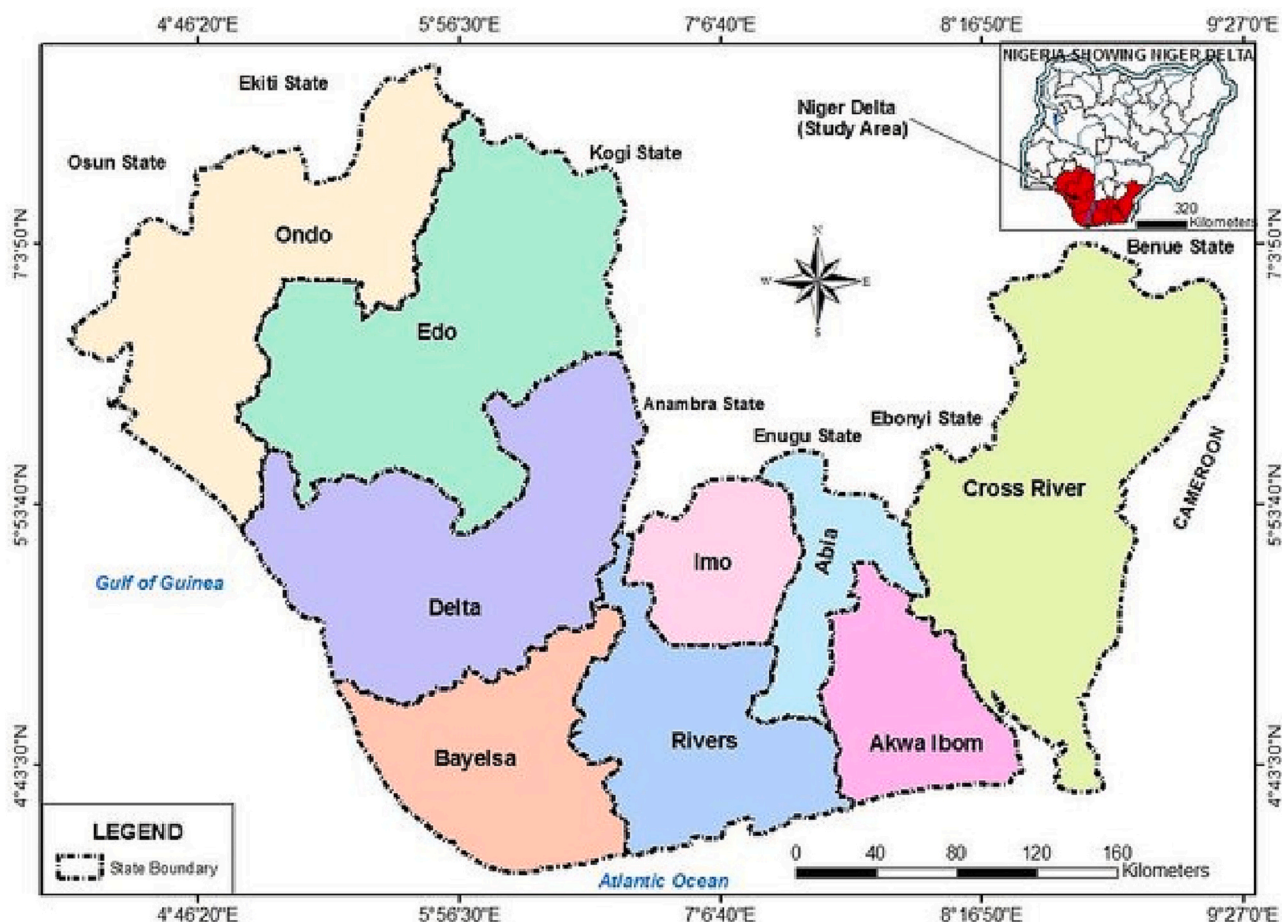 4°46'20"E
5°56'30"E
7°6'40"E
8°16'50"E
9°27'0"E
NIGERIA SHOWING NIGER DELTA
Ekiti State
Niger Delta
(Study Area)
Osun State
Kogi State
320
Kilometers
Ondo
7°3'50"N
N
Benue State
7°3'50"N
W
E
S
Edo
Anambra State
Ebonyi State
Enugu State
Cross River
CAMEROON
5°53'40"N
5°53'40"N
Imo
Abia
Gulf of Guinea
Delta
Rivers
Akwa Ibom
Bayelsa
4°43'30"N
4°43'30"N
LEGEND
State Boundary
0 40 80 120 160
Kilometers
Atlantic Ocean
4°46'20"E
5°56'30"E
7°6'40"E
8°16'50"E
9°27'0"E